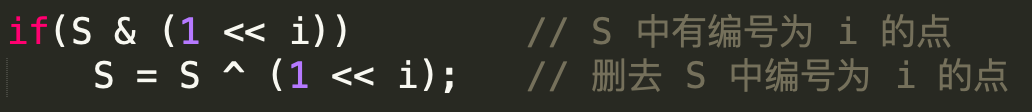 if(S & (1 << i))          // S 中有编号为 i 的点
    S = S ^ (1 << i);    // 删去 S 中编号为 i 的点